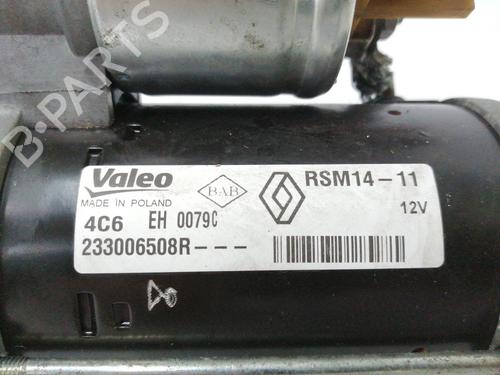 B-PARTS
Valeo
MADE IN POLAND
BAB
RSM14-11
12V
4C6 EH 0079C
233006508R---